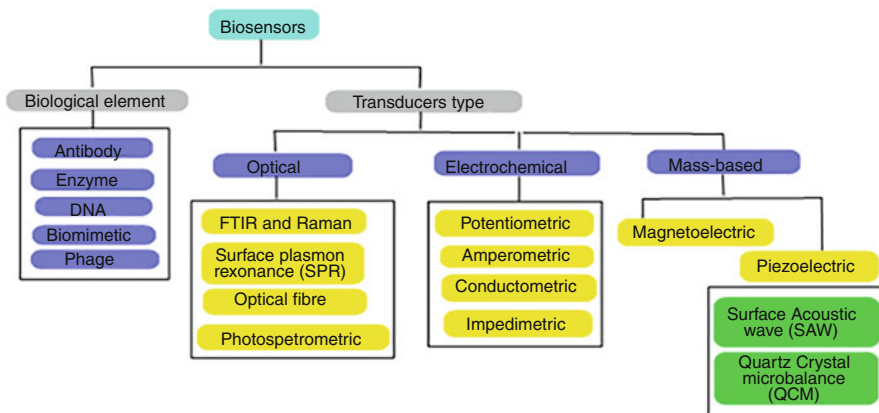 Biosensors
Biological element
Transducers type
Antibody
Enzyme
DNA
Biomimetic
Phage
Optical
FTIR and Raman
Surface plasmon
rexonance (SPR)
Optical fibre
Photospetrometric
Electrochemical
Potentiometric
Amperometric
Conductometric
Impedimetric
Mass-based
Magnetoelectric
Piezoelectric
Surface Acoustic
wave (SAW)
Quartz Crystal
microbalance
(QCM)